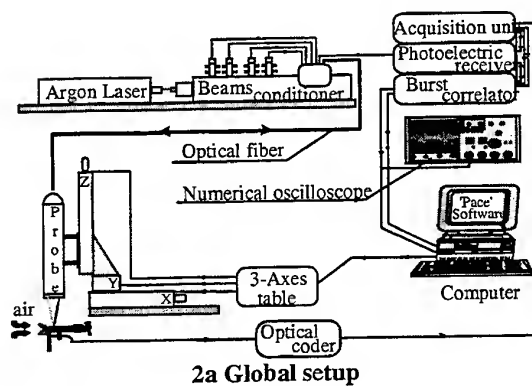 Acquisition unit
Photoelectric
receiver
Burst
correlator
Argon Laser
Beams
conditioner
Optical fiber
Numerical oscilloscope
'Pace'
Software
Computer
Z
Probe
Y
X
3-Axes
table
air
Optical
coder
2a Global setup